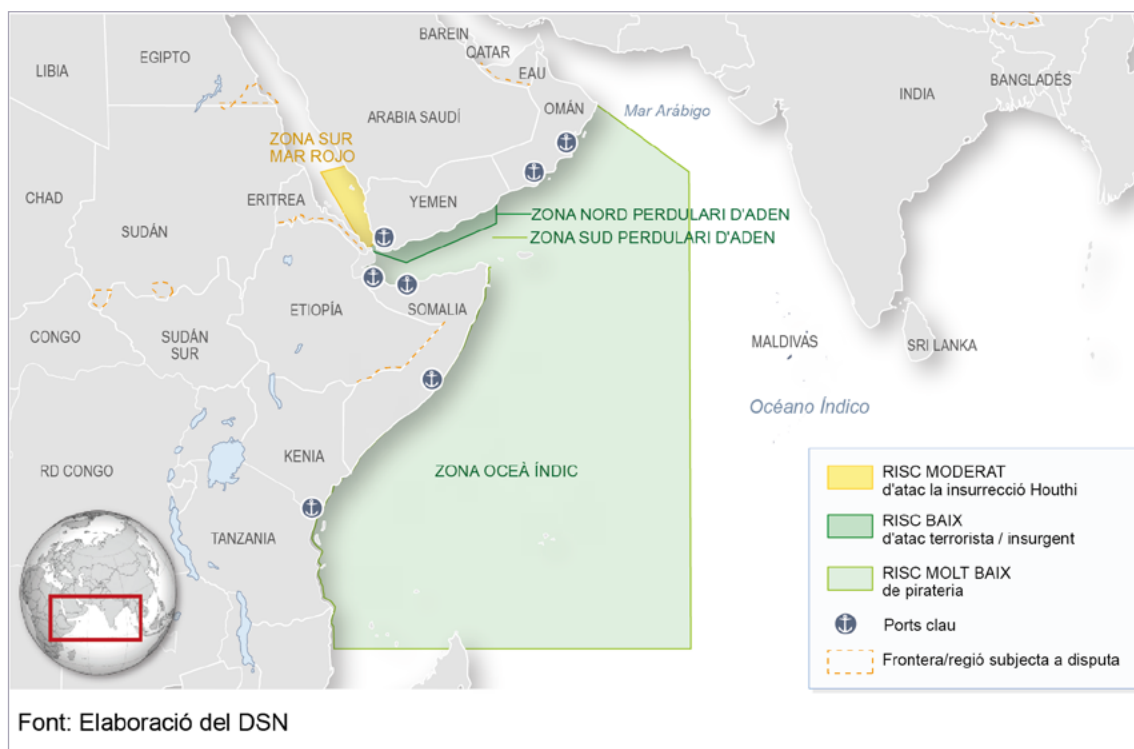 BAREIN
QATAR
EGIPTO
LIBIA
EAU
BANGLADÉS
INDIA
OMÁN
Mar Arábigo
ARABIA SAUDÍ
ZONA SUR
MAR ROJO
CHAD
ERITREA
YEMEN
ZONA NORD PERDULARI D'ADEN
SUDÁN
ZONA SUD PERDULARI D'ADEN
ETIOPÍA
SOMALIA
CONGO
SUDÁN
SUR
MALDIVÁS
SRI LANKA
Océano Índico
KENIA
ZONA OCEÀ ÍNDIC
RD CONGO
TANZANIA
RISC MODERAT
d'atac la insurrecció Houthi
RISC BAIX
d'atac terrorista / insurgent
RISC MOLT BAIX
de pirateria
Ports clau
Frontera/regió subjecta a disputa
Font: Elaboració del DSN